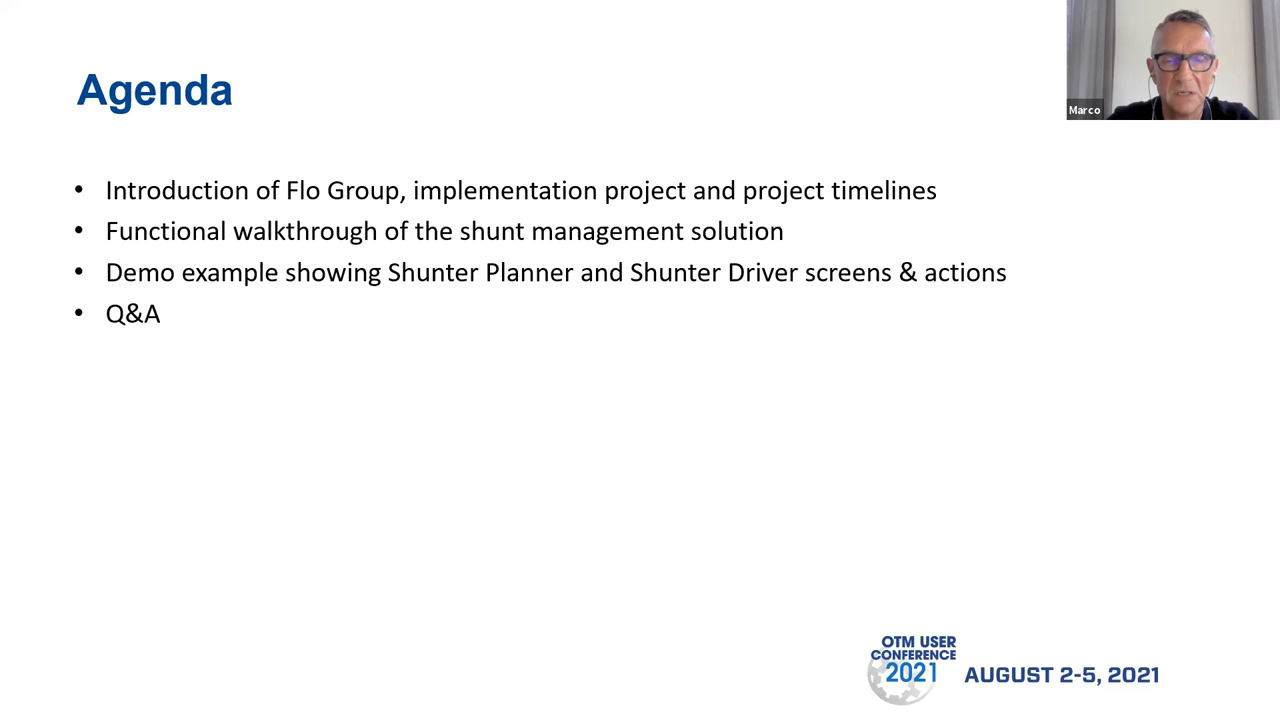 Agenda
Marco
• Introduction of Flo Group, implementation project and project timelines
• Functional walkthrough of the shunt management solution
• Demo example showing Shunter Planner and Shunter Driver screens & actions
• Q&A
OTM USER
CONFERENCE
2021
AUGUST 2-5, 2021